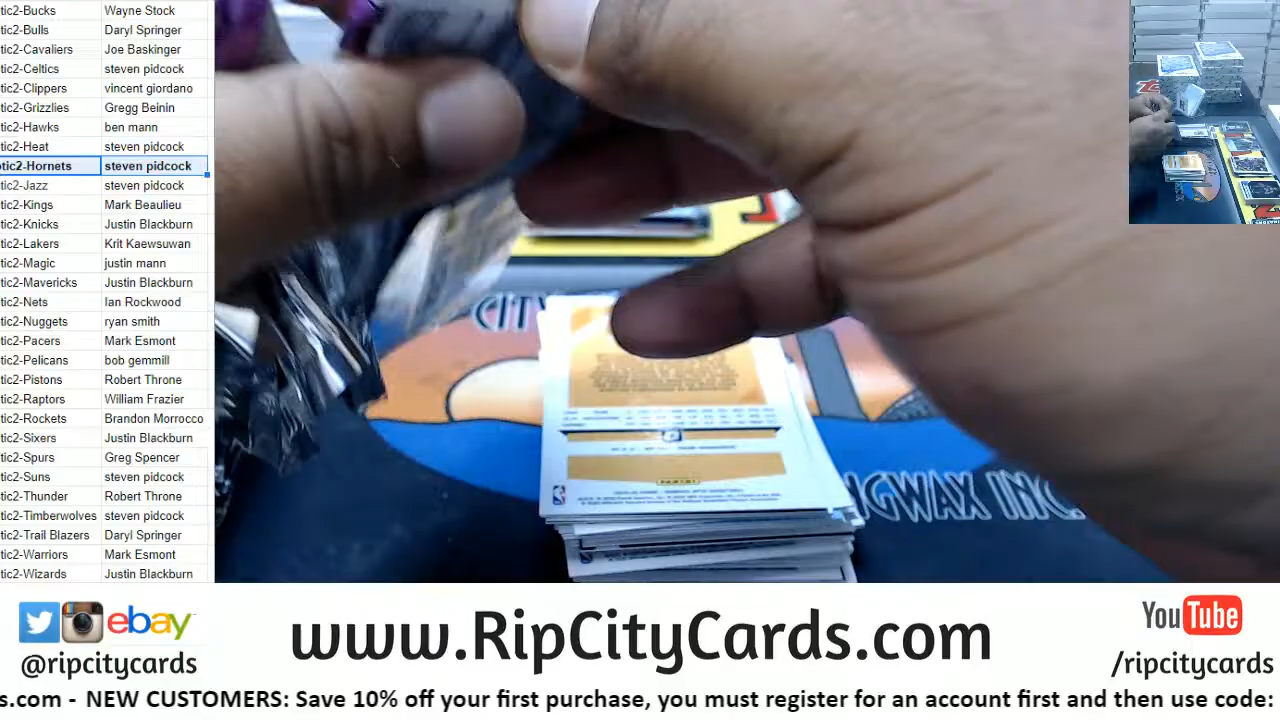 tic2-Bucks Wayne Stock
tic2-Bulls Daryl Springer
tic2-Cavaliers Joe Baskinger
tic2-Celtics steven pidcock
tic2-Clippers vincent giordano
tic2-Grizzlies Gregg Beinin
tic2-Hawks ben mann
tic2-Heat steven pidcock
tic2-Hornets steven pidcock
tic2-Jazz steven pidcock
tic2-Kings Mark Beaulieu
tic2-Knicks Justin Blackburn
tic2-Lakers Krit Kaewsuwan
tic2-Magic justin mann
tic2-Mavericks Justin Blackburn
tic2-Nets Ian Rockwood
tic2-Nuggets ryan smith
tic2-Pacers Mark Esmont
tic2-Pelicans bob gemmill
tic2-Pistons Robert Throne
tic2-Raptors William Frazier
tic2-Rockets Brandon Morrocco
tic2-Sixers Justin Blackburn
tic2-Spurs Greg Spencer
tic2-Suns steven pidcock
tic2-Thunder Robert Throne
tic2-Timberwolves steven pidcock
tic2-Trail Blazers Daryl Springer
tic2-Warriors Mark Esmont
tic2-Wizards Justin Blackburn
CITY
NGWAX INC.
PANINI
ebay
@ripcitycards
www.RipCityCards.com
YouTube
/ripcitycards
s.com - NEW CUSTOMERS: Save 10% off your first purchase, you must register for an account first and then use code: